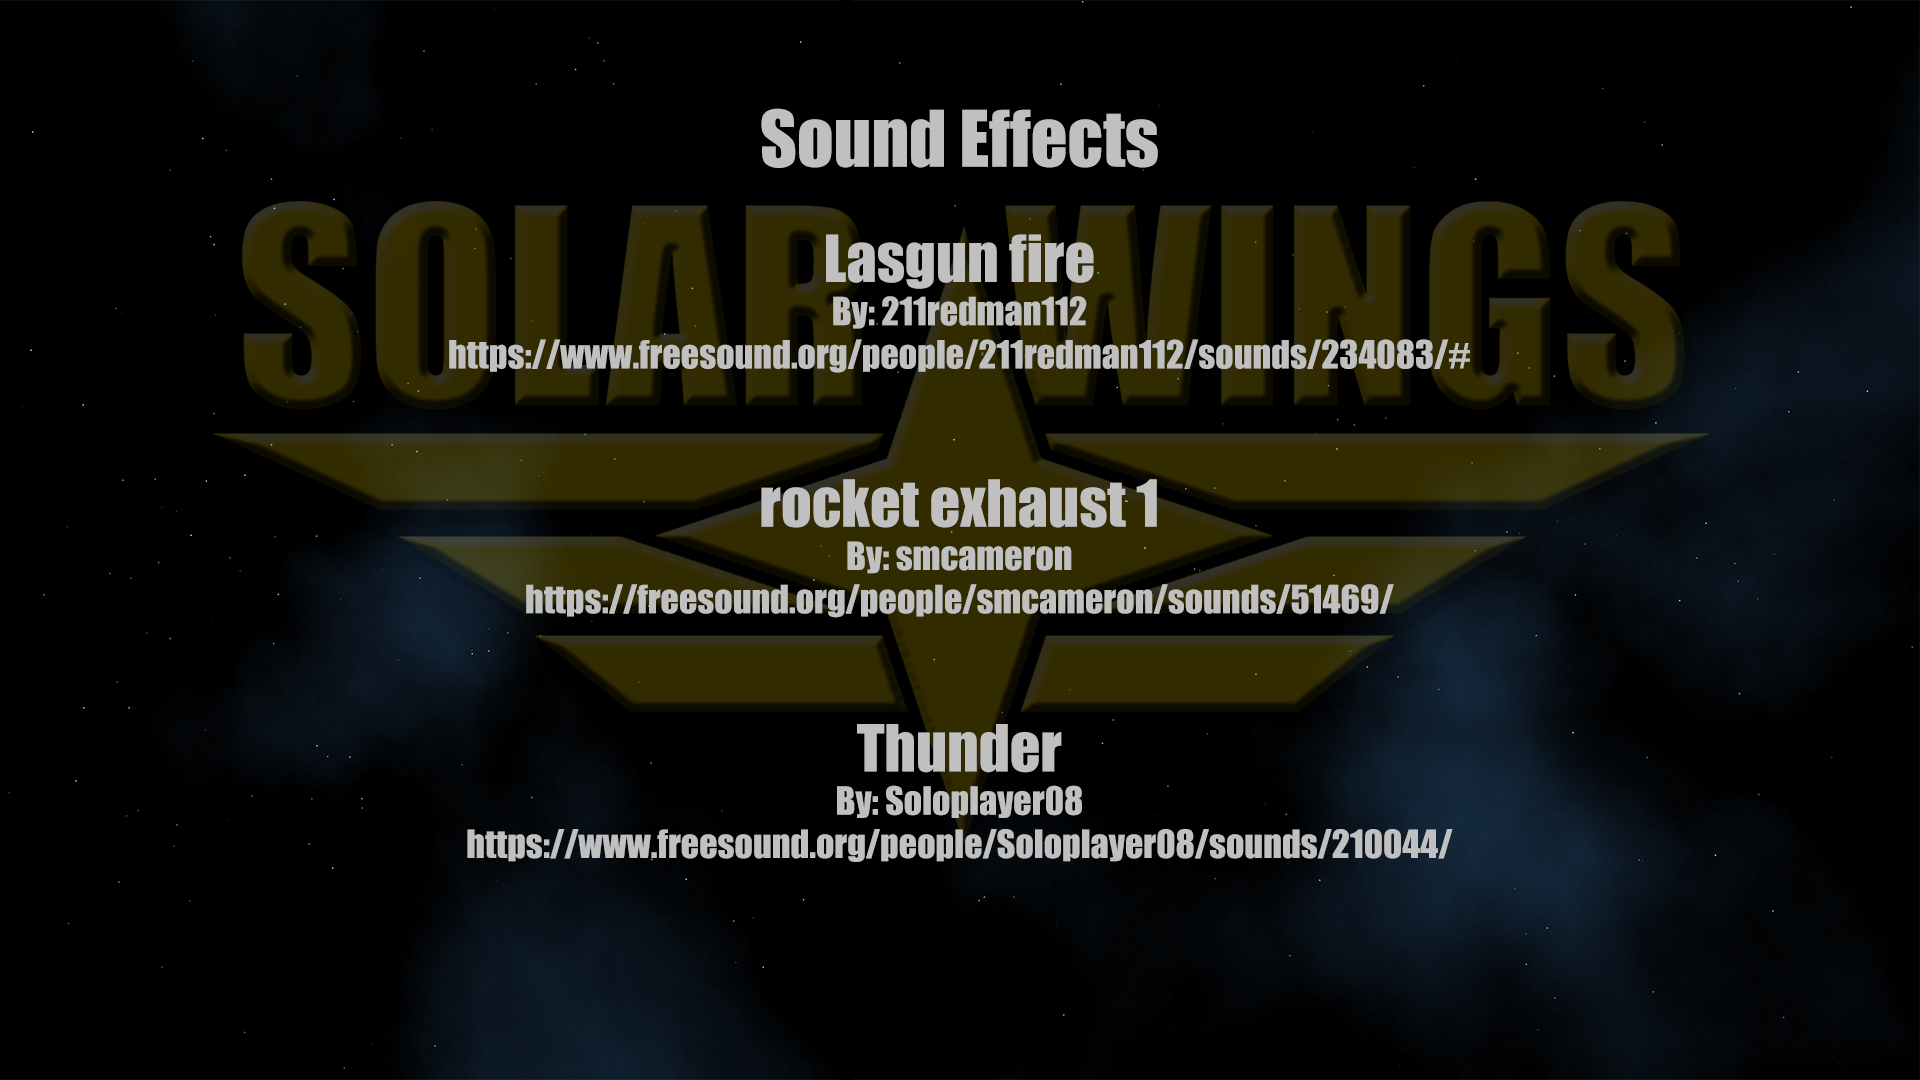 Sound Effects
SOLAR WINGS
Lasgun fire
By: 211redman112
https://www.freesound.org/people/211redman112/sounds/234083/#
rocket exhaust 1
By: smcameron
https://freesound.org/people/smcameron/sounds/51469/
Thunder
By: Soloplayer08
https://www.freesound.org/people/Soloplayer08/sounds/210044/